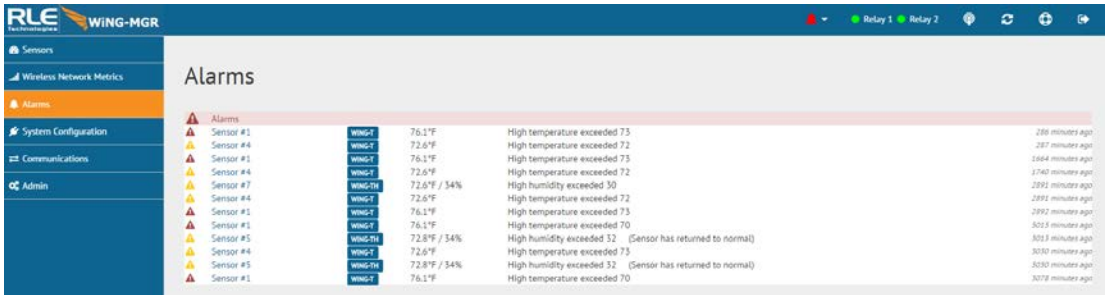 RLE WiNG-MGR Relay 1 Relay 2
Technologies
Sensors
Wireless Network Metrics
Alarms
System Configuration
Communications
Admin
Alarms
Alarms
Sensor #1 WING-T 76.1°F High temperature exceeded 73 286 minutes ago
Sensor #4 WING-T 72.6°F High temperature exceeded 72 287 minutes ago
Sensor #1 WING-T 76.1°F High temperature exceeded 73 1664 minutes ago
Sensor #4 WING-T 72.6°F High temperature exceeded 72 1740 minutes ago
Sensor #7 WING-TH 72.6°F / 34% High humidity exceeded 30 2891 minutes ago
Sensor #4 WING-T 72.6°F High temperature exceeded 72 2891 minutes ago
Sensor #1 WING-T 76.1°F High temperature exceeded 73 2892 minutes ago
Sensor #1 WING-T 76.1°F High temperature exceeded 70 3013 minutes ago
Sensor #5 WING-TH 72.8°F / 34% High humidity exceeded 32 (Sensor has returned to normal) 3013 minutes ago
Sensor #4 WING-T 72.6°F High temperature exceeded 73 3030 minutes ago
Sensor #5 WING-TH 72.8°F / 34% High humidity exceeded 32 (Sensor has returned to normal) 3030 minutes ago
Sensor #1 WING-T 76.1°F High temperature exceeded 70 3078 minutes ago